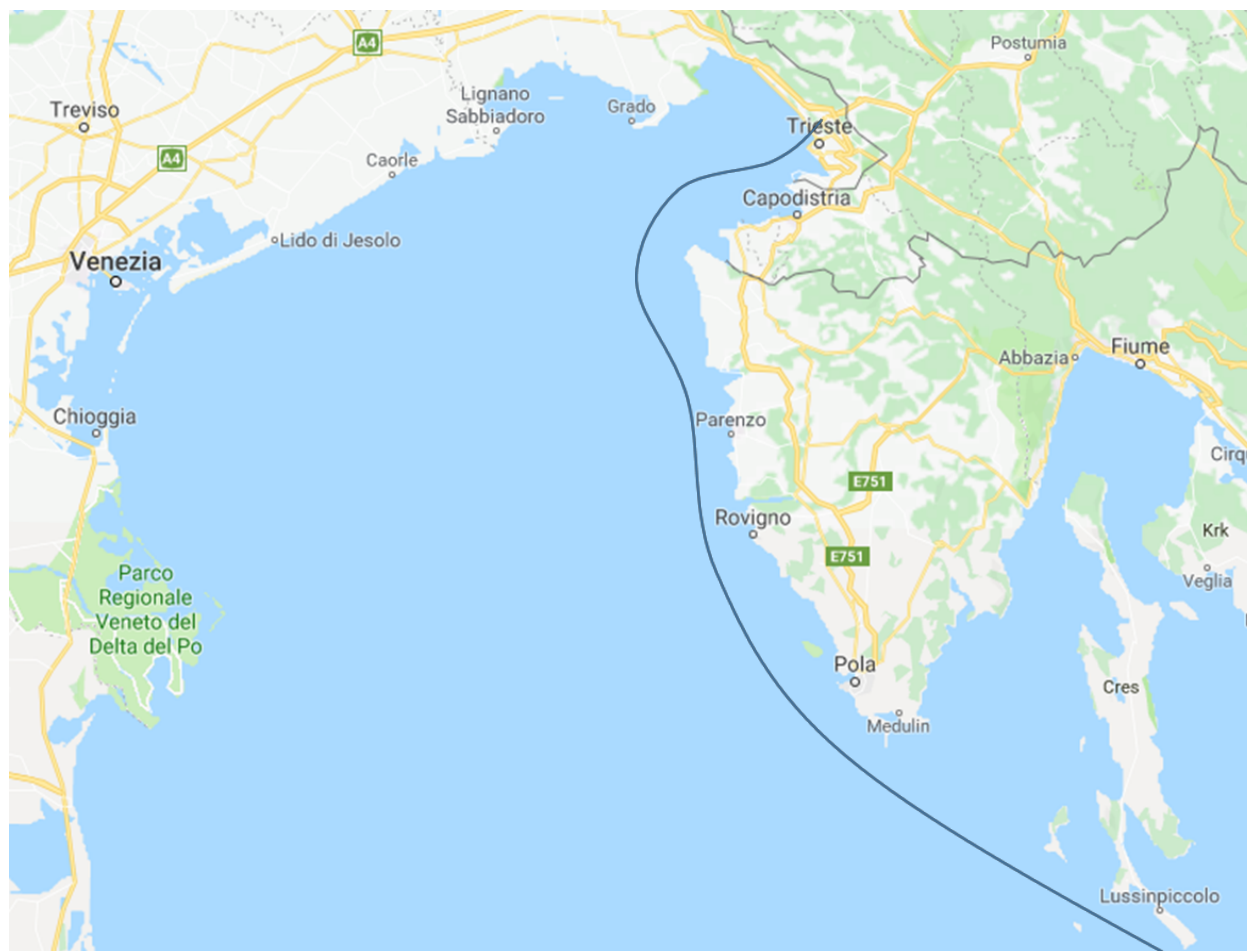 A4
Postumia
Treviso
Lignano
Sabbiadoro
Grado
Trieste
A4
Caorle
Capodistria
Lido di Jesolo
Venezia
Fiume
Abbazia
Chioggia
Parenzo
Cirq
E751
Rovigno
Krk
E751
Parco
Regionale
Veneto del
Delta del Po
Veglia
Pola
Cres
Medulin
Lussinpiccolo